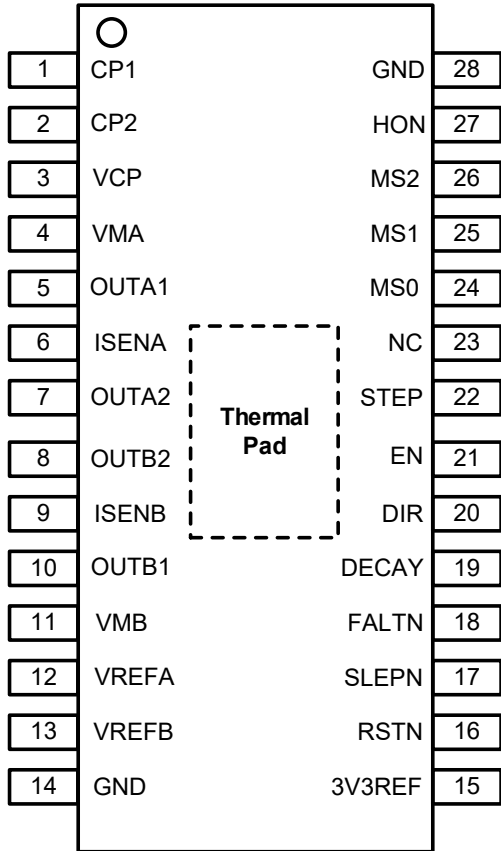 1 CP1 GND 28
2 CP2 HON 27
3 VCP MS2 26
4 VMA MS1 25
5 OUTA1 MS0 24
6 ISENA NC 23
7 OUTA2 STEP 22
Thermal
Pad
8 OUTB2 EN 21
9 ISENB DIR 20
10 OUTB1 DECAY 19
11 VMB FALTN 18
12 VREFA SLEPN 17
13 VREFB RSTN 16
14 GND 3V3REF 15